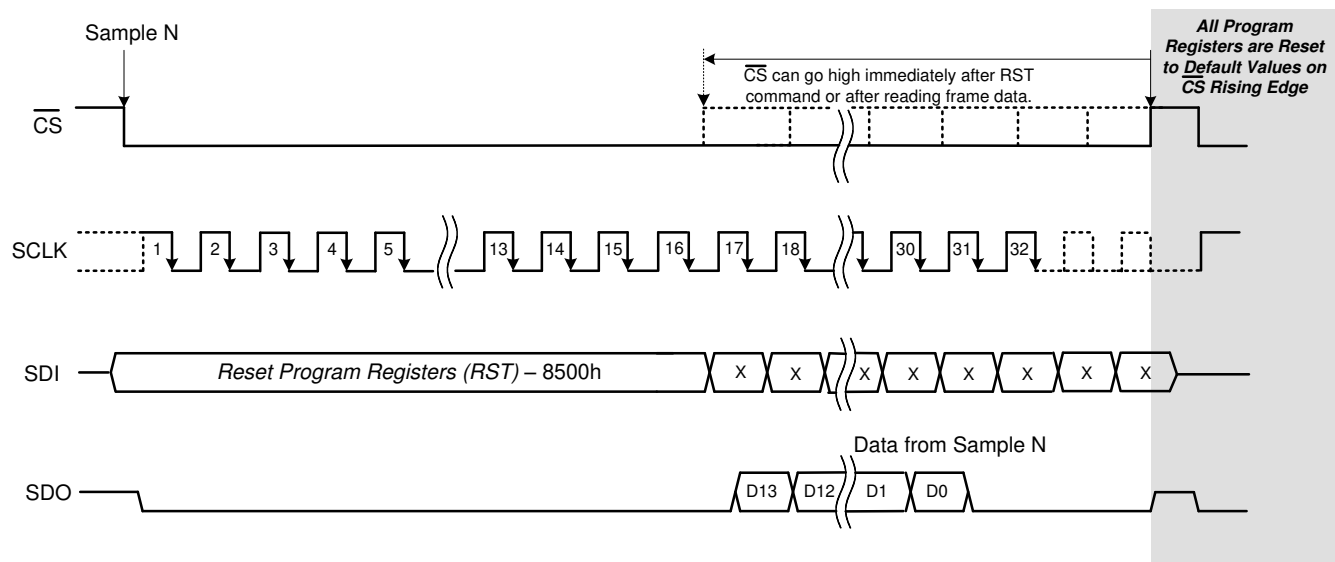 Sample N
All Program
Registers are Reset
to Default Values on
CS Rising Edge
CS can go high immediately after RST
command or after reading frame data.
CS
SCLK 1 2 3 4 5 13 14 15 16 17 18 30 31 32
SDI Reset Program Registers (RST) – 8500h X X X X X X X X
Data from Sample N
SDO D13 D12 D1 D0